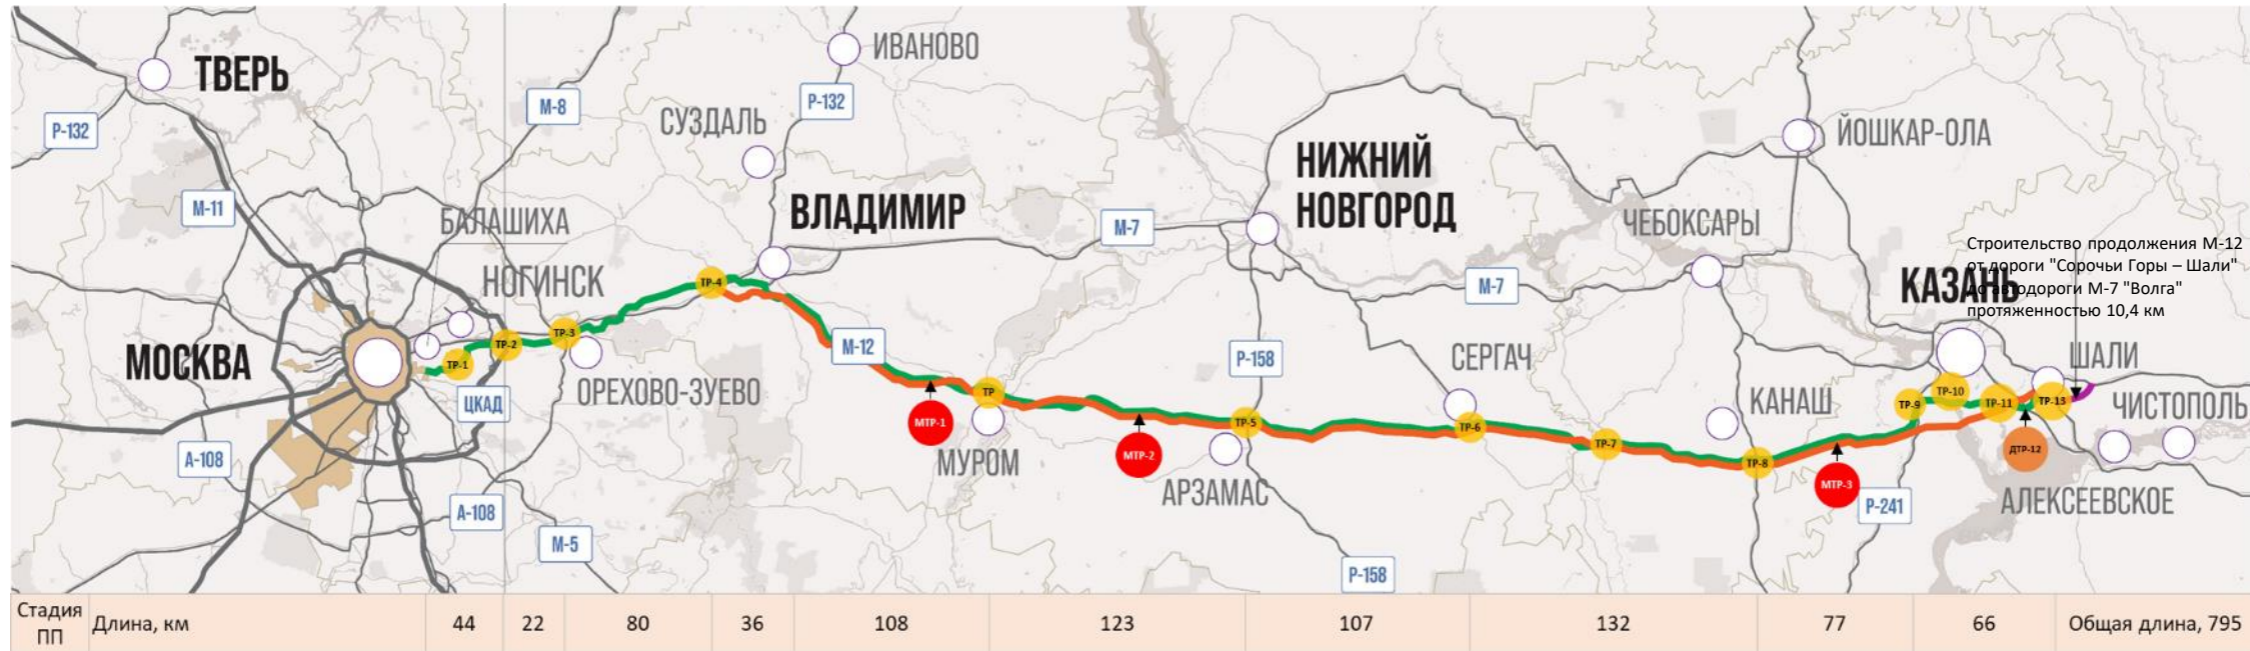 ТВЕРЬ
ИВАНОВО
М-8
Р-132
Р-132
СУЗДАЛЬ
ЙОШКАР-ОЛА
НИЖНИЙ
НОВГОРОД
М-11
БАЛАШИХА
ВЛАДИМИР
М-7
ЧЕБОКСАРЫ
Строительство продолжения М-12
от дороги "Сорочьи Горы – Шали"
до автодороги М-7 "Волга"
протяженностью 10,4 км
КАЗАНЬ
НОГИНСК
ТР-4
М-7
ТР-3
ТР-2
ТР-1
МОСКВА
М-12
Р-158
СЕРГАЧ
ШАЛИ
ЦКАД
ОРЕХОВО-ЗУЕВО
ТР
МТР-1
МТР-2
ТР-5
ТР-6
ТР-7
ТР-8
КАНАШ
ТР-9
ТР-10
ТР-11
ТР-13
ЧИСТОПОЛЬ
А-108
МУРОМ
АРЗАМАС
МТР-3
ДТР-12
Р-241
АЛЕКСЕЕВСКОЕ
А-108
М-5
Р-158
Стадия
ПП
Длина, км
44
22
80
36
108
123
107
132
77
66
Общая длина, 795